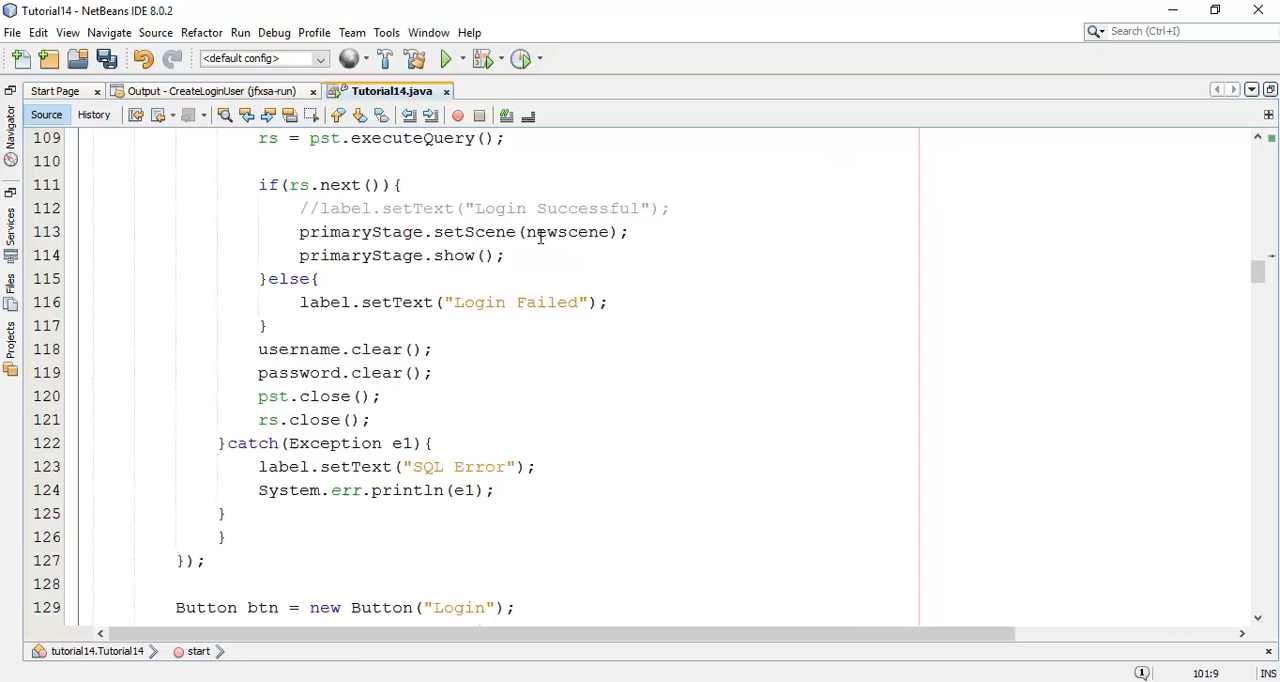 Tutorial14 - NetBeans IDE 8.0.2
File Edit View Navigate Source Refactor Run Debug Profile Team Tools Window Help
Search (Ctrl+I)
<default config>
Start Page x Output - CreateLoginUser (jfxsa-run) x Tutorial14.java x
Source History
Navigator
Services
Files
Projects
109 rs = pst.executeQuery();
110
111 if(rs.next()){
112 //label.setText("Login Successful");
113 primaryStage.setScene(newscene);
114 primaryStage.show();
115 }else{
116 label.setText("Login Failed");
117 }
118 username.clear();
119 password.clear();
120 pst.close();
121 rs.close();
122 }catch(Exception e1){
123 label.setText("SQL Error");
124 System.err.println(e1);
125 }
126 }
127 });
128
129 Button btn = new Button("Login");
tutorial14.Tutorial14 start
1 101:9 INS